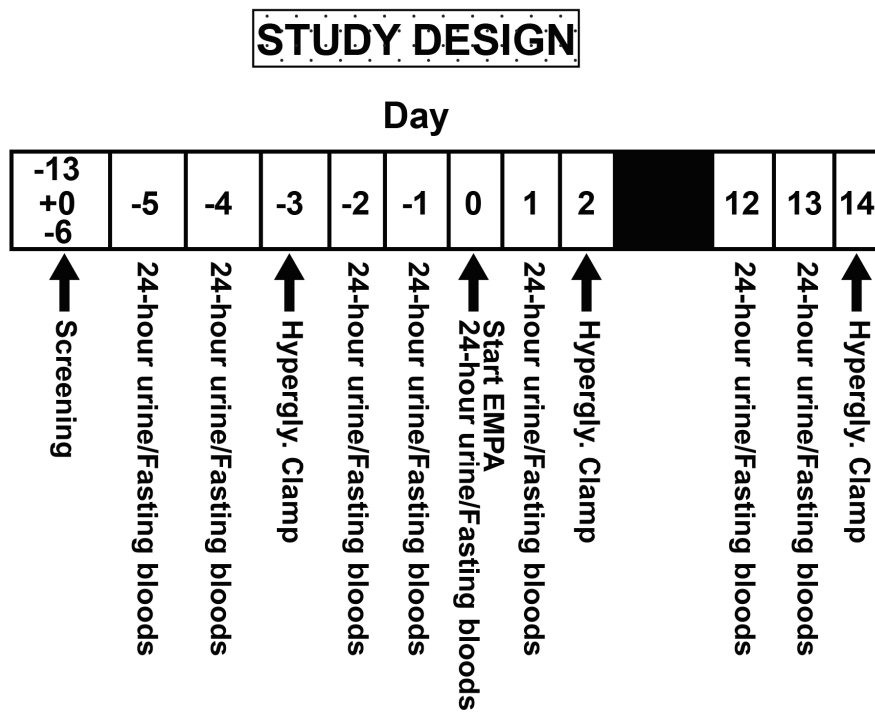 STUDY DESIGN
Day
-13
+0
-6
-5
-4
-3
-2
-1
0
1
2
12
13
14
Screening
24-hour urine/Fasting bloods
24-hour urine/Fasting bloods
Hypergly. Clamp
24-hour urine/Fasting bloods
24-hour urine/Fasting bloods
Start EMPA
24-hour urine/Fasting bloods
24-hour urine/Fasting bloods
Hypergly. Clamp
24-hour urine/Fasting bloods
24-hour urine/Fasting bloods
Hypergly. Clamp